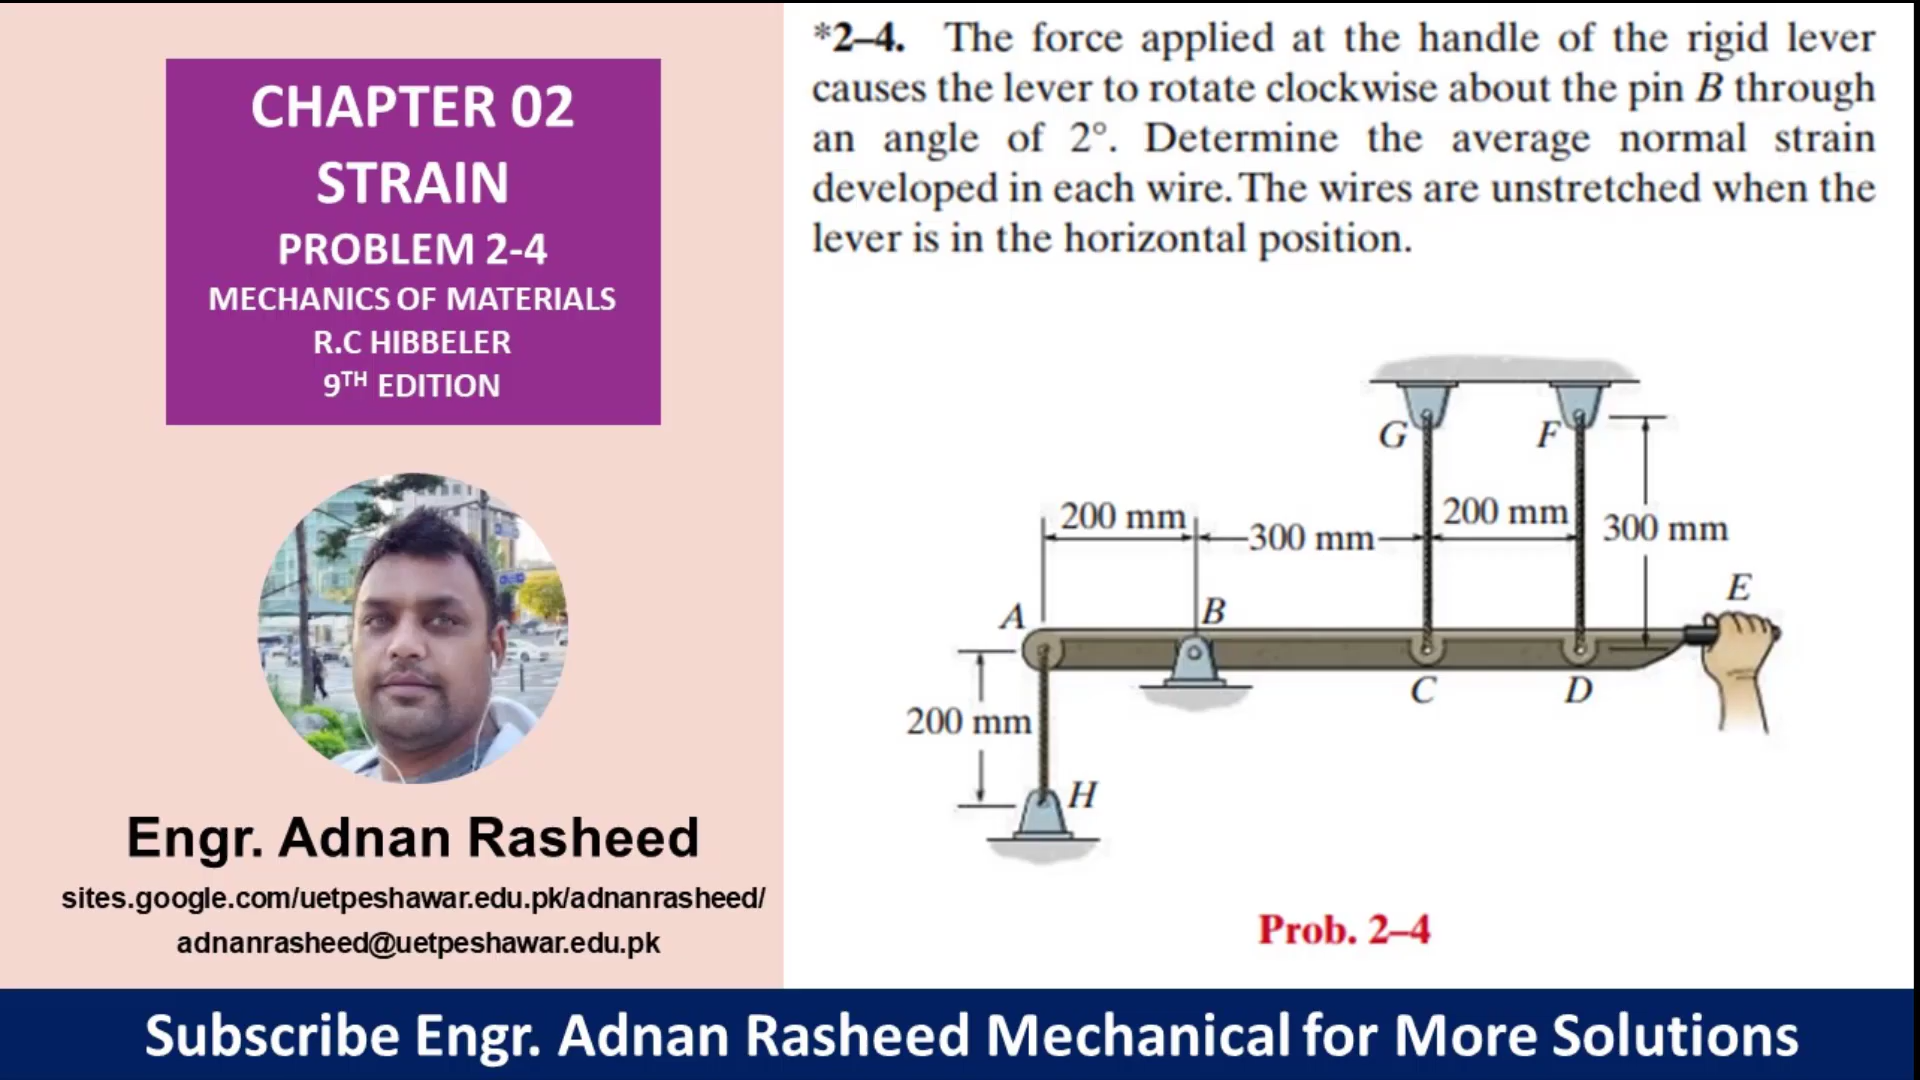 CHAPTER 02
STRAIN
PROBLEM 2-4
MECHANICS OF MATERIALS
R.C HIBBELER
9TH EDITION
Engr. Adnan Rasheed
sites.google.com/uetpeshawar.edu.pk/adnanrasheed/
adnanrasheed@uetpeshawar.edu.pk
*2–4. The force applied at the handle of the rigid lever
causes the lever to rotate clockwise about the pin B through
an angle of 2°. Determine the average normal strain
developed in each wire. The wires are unstretched when the
lever is in the horizontal position.
G
F
200 mm
300 mm
200 mm
300 mm
E
A
B
C
D
200 mm
H
Prob. 2–4
Subscribe Engr. Adnan Rasheed Mechanical for More Solutions